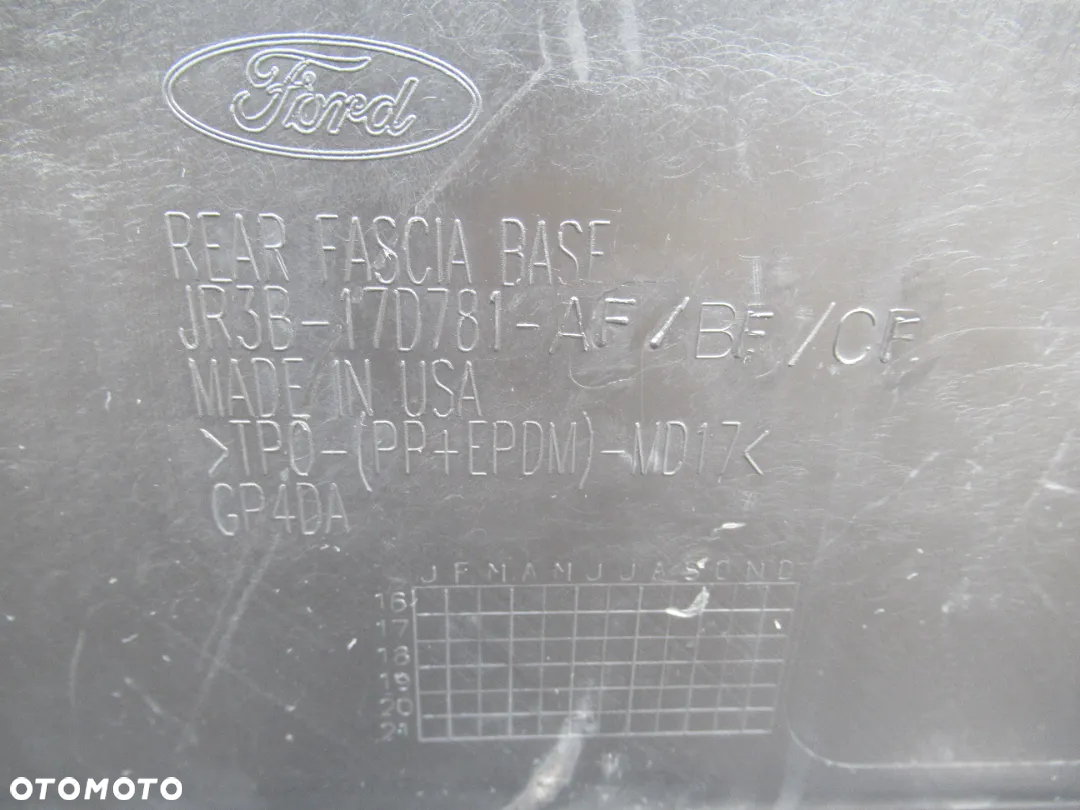 Ford
REAR FASCIA BASE
JR3B-17D781-AF/BF/CF
MADE IN USA
>TPO-(PP+EPDM)-MD17<
GP4DA
J F M A M J J A S O N D
16
17
18
19
20
21
OTOMOTO